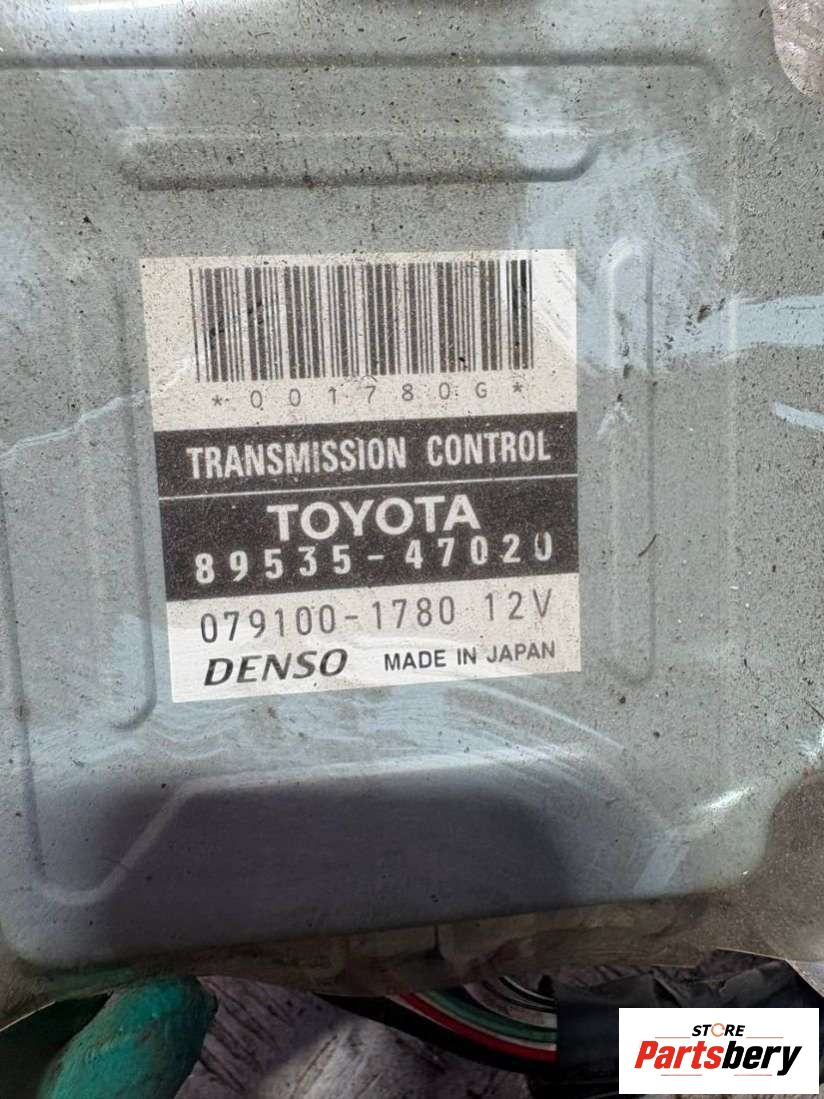 *001780G*
TRANSMISSION CONTROL
TOYOTA
89535-47020
079100-1780 12V
DENSO MADE IN JAPAN
STORE
Partsbery